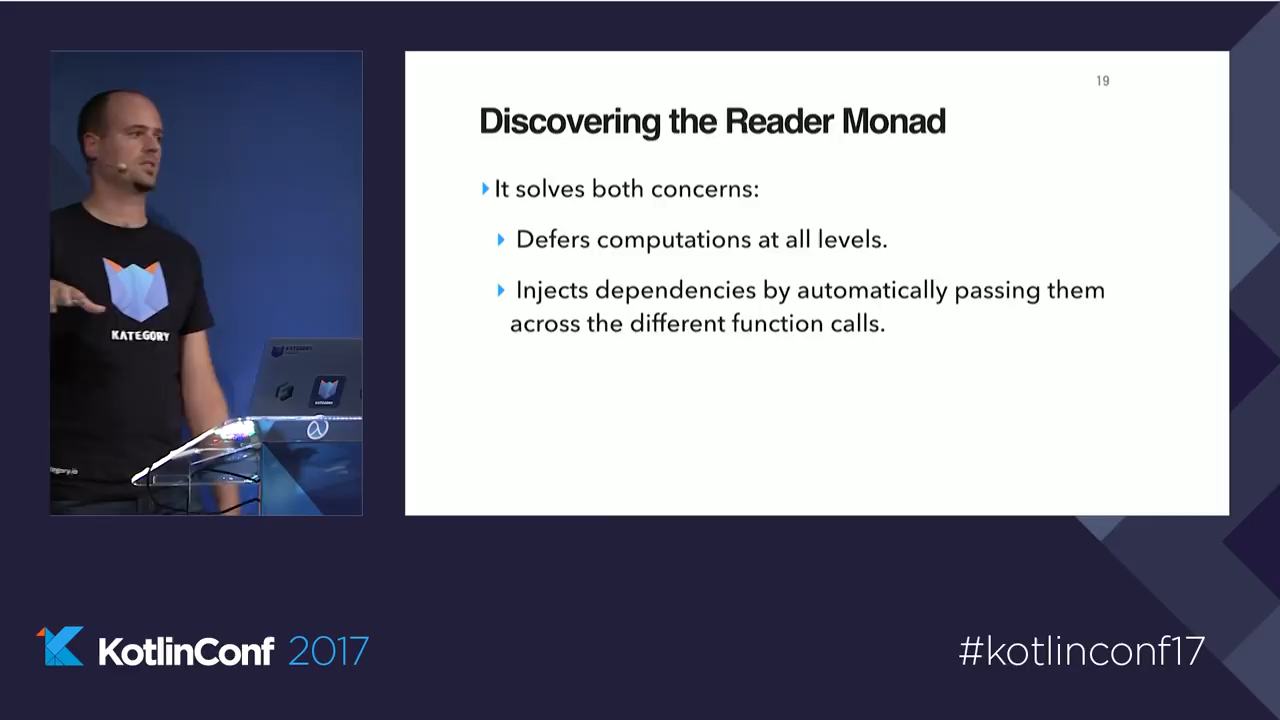 19
Discovering the Reader Monad
It solves both concerns:
Defers computations at all levels.
Injects dependencies by automatically passing them
across the different function calls.
KATEGORY
KATEGORY
KotlinConf 2017
#kotlinconf17